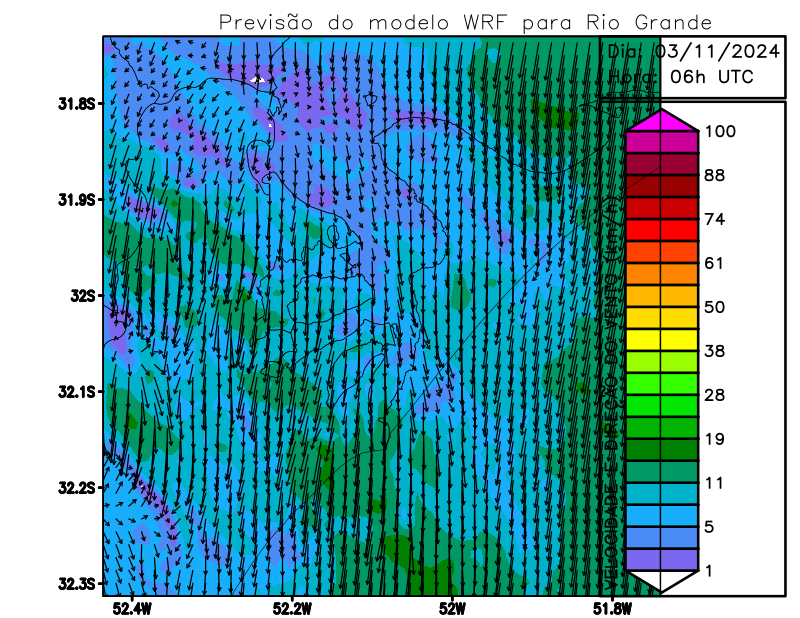 Previsão do modelo WRF para Rio Grande
Dia: 03/11/2024
Hora: 06h UTC
31.8S
31.9S
32S
32.1S
32.2S
32.3S
52.4W
52.2W
52W
51.8W
VELOCIDADE E DIREÇÃO DO VENTO (km/h)
100
88
74
61
50
38
28
19
11
5
1